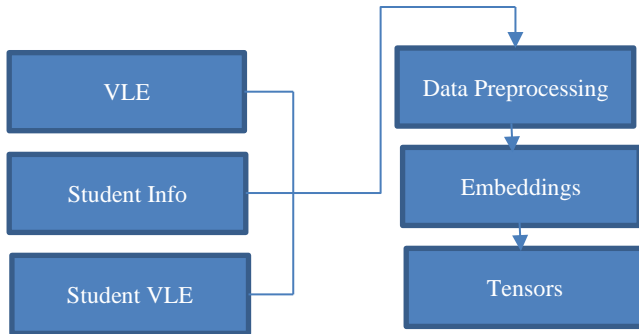 VLE
Student Info
Student VLE
Data Preprocessing
Embeddings
Tensors